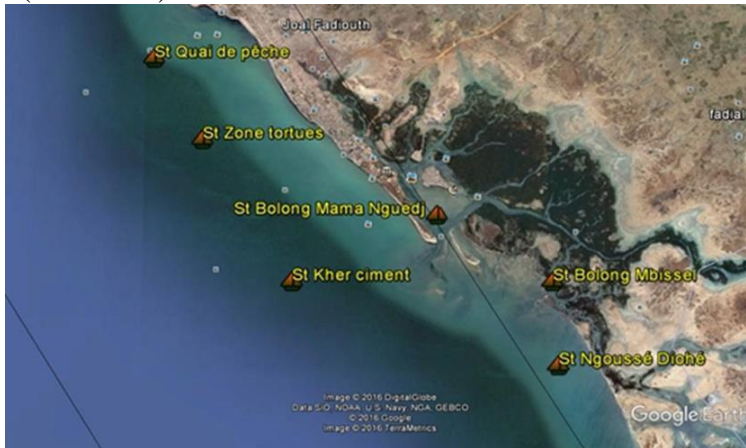 Joal Fadiouth
St Quai de pêche
fadial
St Zone tortues
St Bolong Mama Nguedj
St Kher ciment
St Bolong Mbissel
St Ngoussé Diohé
Image © 2016 DigitalGlobe
Data SIO, NOAA, U.S. Navy, NGA, GEBCO
© 2016 Google
Image © 2016 TerraMetrics
Google Earth